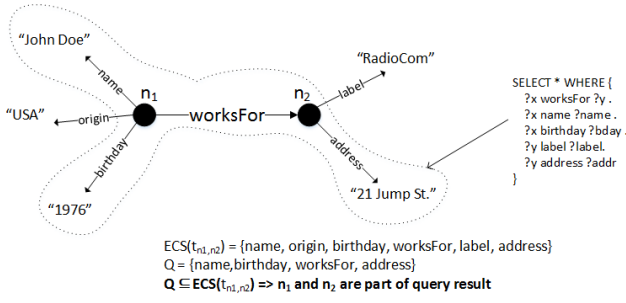 "John Doe"
"RadioCom"
name
n1
n2
label
SELECT * WHERE {
?x worksFor ?y .
?x name ?name .
?x birthday ?bday .
?y label ?label.
?y address ?addr
}
"USA"
origin
worksFor
birthday
address
"1976"
"21 Jump St."
ECS(tn1,n2) = {name, origin, birthday, worksFor, label, address}
Q = {name,birthday, worksFor, address}
Q ⊆ECS(tn1,n2) => n1 and n2 are part of query result